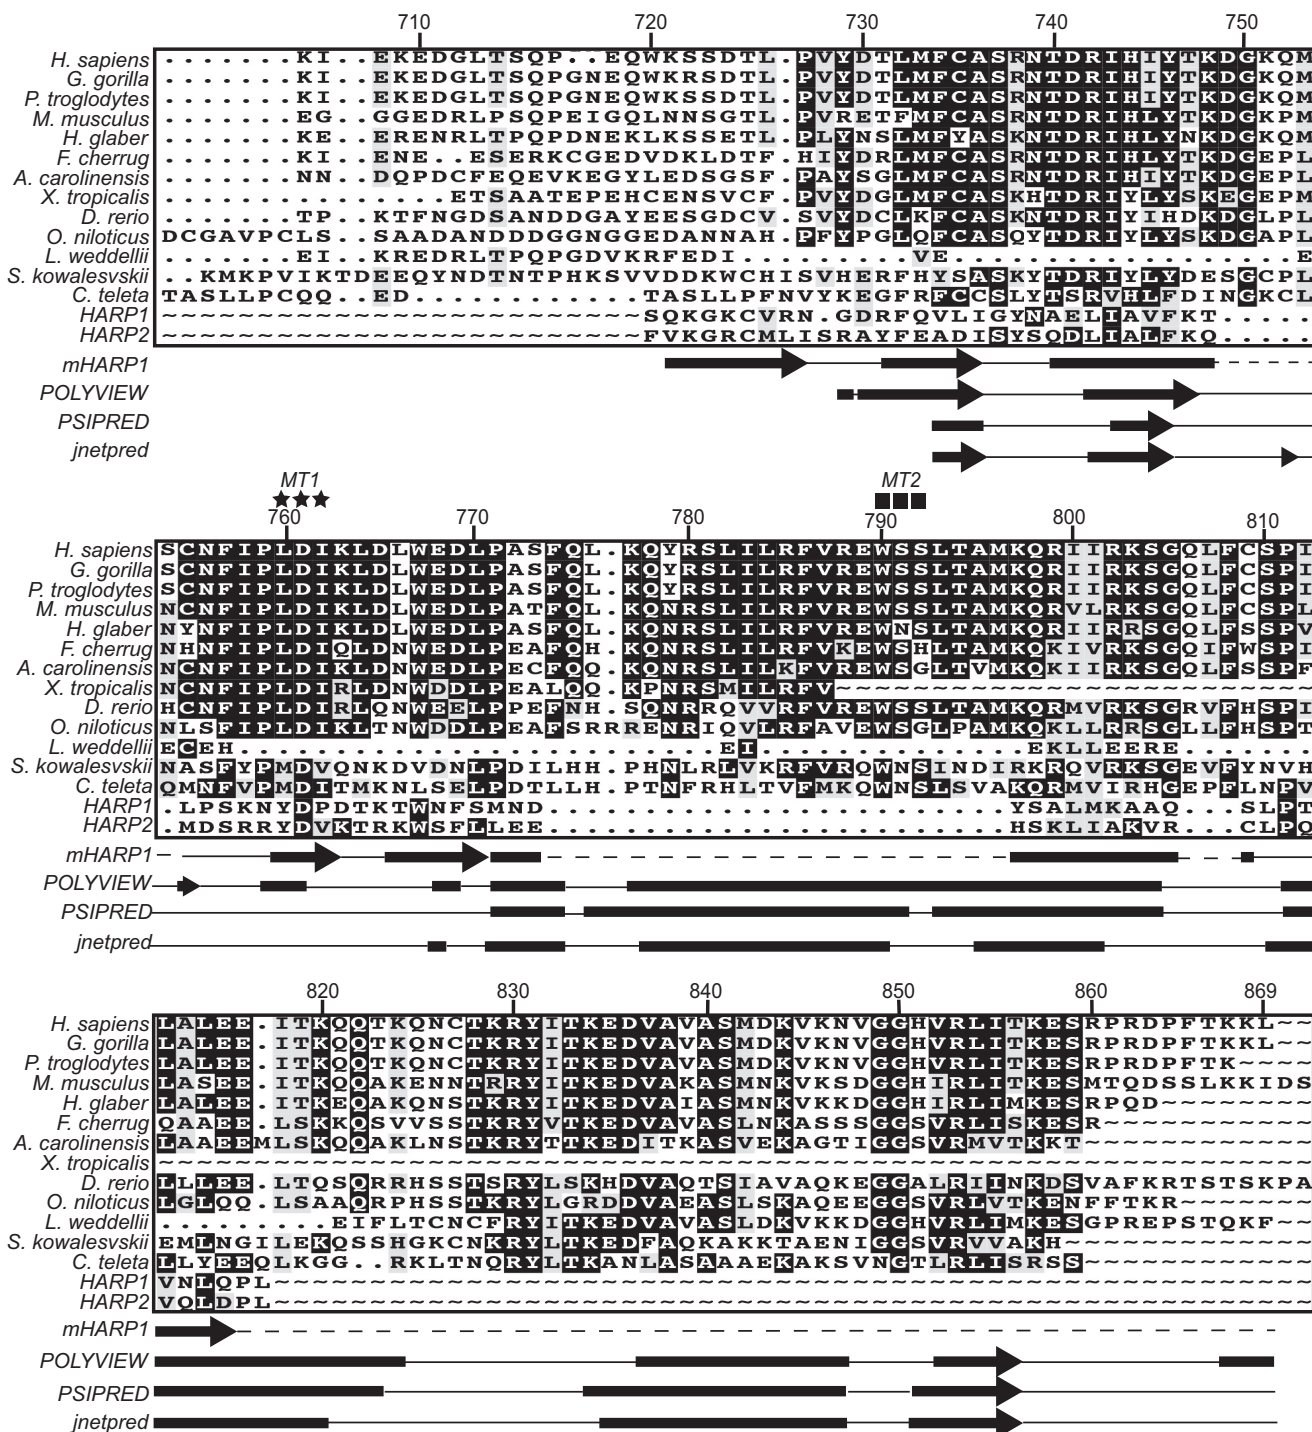 710 720 730 740 750
H. sapiens .......KI..EKEDGLTSQP..EQWKSSDTL.PVYDTLMFCASRNTDRIHIYTKDGKQM
G. gorilla .......KI..EKEDGLTSQPGNEQWKRSDTL.PVYDTLMFCASRNTDRIHIYTKDGKQM
P. troglodytes .......KI..EKEDGLTSQPGNEQWKSSDTL.PVYDTLMFCASRNTDRIHIYTKDGKQM
M. musculus .......EG..GGEDRLPSQPEIGQLNNSGTL.PVRETFMFCASRNTDRIHLYTKDGKPM
H. glaber .......KE..ERENRLTPQPDNEKLKSSETL.PLYNSLMFYASKNTDRIHLYNKDGKQM
F. cherrug .......KI..ENE..ESERKCGEDVDKLDTF.HIYDRLMFCASRNTDRIHLYTKDGEPL
A. carolinensis .......NN..DQPDCFEQEVKEGYLEDSGSF.PAYSGLMFCASRNTDRIHIYTKDGEPL
X. tropicalis ...............ETSAATEPEHCENSVCF.PVYDGLMFCASKHTDRIYLYSKEGEPM
D. rerio .......TP..KTFNGDSANDDGAYEESGDCV.SVYDCLKFCASKNTDRIYIHDKDGLPL
O. niloticus DCGAVPCLS..SAADANDDDGGNGGEDANNAH.PFYPGLQFCASQYTDRIYLYSKDGAPL
L. weddellii .......EI..KREDRLTPQPGDVKRFEDI.........VE..................E
S. kowalesvskii ..KMKPVIKTDEEQYNDTNTPHKSVVDDKWCHISVHERFHKSASKYTDRIYLYDESGCPL
C. teleta TASLLPCQQ..ED............TASLLPFNVYKEGFRFCCSLYTSRVHLFDINGKCL
HARP1 ~~~~~~~~~~~~~~~~~~~~~~~~~SQKGKCVRN.GDRFQVLIGYNAELIAVFKT.....
HARP2 ~~~~~~~~~~~~~~~~~~~~~~~~~FVKGRCMLISRAYFEADISYSQDLIALFKQ.....
mHARP1
POLYVIEW
PSIPRED
jnetpred
MT1 MT2
760 770 780 790 800 810
H. sapiens SCNFIPLDIKLDLWEDLPASFQL.KQYRSLILRFVREWSSLTAMKQRIIRKSGQLFCSPI
G. gorilla SCNFIPLDIKLDLWEDLPASFQL.KQYRSLILRFVREWSSLTAMKQRIIRKSGQLFCSPI
P. troglodytes SCNFIPLDIKLDLWEDLPASFQL.KQYRSLILRFVREWSSLTAMKQRIIRKSGQLFCSPI
M. musculus NCNFIPLDIKLDLWEDLPATFQL.KQNRSLILRFVREWSSLTAMKQRVLRKSGQLFCSPL
H. glaber NYNFIPLDIKLDLWEDLPASFQL.KQNRSLILRFVREWNSLTAMKQRIIRRSGQLFSSPV
F. cherrug NHNFIPLDIQLDNWEDLPEAFQH.KQNRSLILRFVKEWSHLTAMKQKIVRKSGQIFWSPI
A. carolinensis NCNFIPLDIKLDNWEDLPECFQQ.KQNRSLILKFVREWSGLTVMKQKIIRKSGQLFSSPF
X. tropicalis NCNFIPLDIRLDNWDDLPEALQQ.KPNRSMILRFV~~~~~~~~~~~~~~~~~~~~~~~~~
D. rerio HCNFIPLDIRLQNWEELPPEFNH.SQNRRQVVRFVREWSSLTAMKQRMVRKSGRVFHSPI
O. niloticus NLSFIPLDIKLTNWDDLPEAFSRRRENRIQVLRFAVEWSGLPAMKQKLLRRSGLLFHSPT
L. weddellii ECEH..........................EI...............EKLLEERE.....
S. kowalesvskii NASFYPMDVQNKDVDNLPDILHH.PHNLRLVKRFVRQWNSINDIRKRQVRKSGEVFYNVH
C. teleta QMNFVPMDITMKNLSELPDTLLH.PTNFRHLTVFMKQWNSLSVAKQRMVIRHGEPFLNPV
HARP1 .LPSKNYDPDTKTWNFSMND.........................YSALMKAAQ...SLPT
HARP2 .MDSRRYDVKTRKWSFLLEE.........................HSKLIAKVR...CLPQ
mHARP1
POLYVIEW
PSIPRED
jnetpred
820 830 840 850 860 869
H. sapiens LALEE.ITKQQTKQNCTKRYITKEDVAVASMDKVKNVGGHVRLITKESRPRDPFTKKL~~
G. gorilla LALEE.ITKQQTKQNCTKRYITKEDVAVASMDKVKNVGGHVRLITKESRPRDPFTKKL~~
P. troglodytes LALEE.ITKQQTKQNCTKRYITKEDVAVASMDKVKNVGGHVRLITKESRPRDPFTK~~~~
M. musculus LASEE.ITKQQAKENNTRRYITKEDVAKASMNKVKSDGGHIRLITKESMTQDSSLKKIDS
H. glaber LALEE.ITKEQAKQNSTKRYITKEDVAIASMNKVKKDGGHIRLIMKESRPQD~~~~~~~~
F. cherrug QAAEE.LSKKQSVVSSTKRYVTKEDVAVASLNKASSSGGSVRLISKESR~~~~~~~~~~~
A. carolinensis LAAEEMLSKQQAKLNSTKRYTTKEDITKASVEKAGTIGGSVRMVTKKT~~~~~~~~~~~~
X. tropicalis ~~~~~~~~~~~~~~~~~~~~~~~~~~~~~~~~~~~~~~~~~~~~~~~~~~~~~~~~~~~~
D. rerio LLLEE.LTQSQRRHSSTSRYLSKHDVAQTSIAVAQKEGGALRIINKDSVAFKRTSTSKPA
O. niloticus LGLQQ.LSAAQRPHSSTKRYLGRDDVAEASLSKAQEEGGSVRLVTKENFFTKR~~~~~~~
L. weddellii .........EIFLTCNCFRYITKEDVAVASLDKVKKDGGHVRLIMKESGPREPSTQKF~~
S. kowalesvskii EMLNGILEKQSSHGKCNKRYLTKEDFAQKAKKTAENIGGSVRVVAKH~~~~~~~~~~~~~
C. teleta LLYEEQLKGG..RKLTNQRYLTKANLASAAAEKAKSVNGTLRLISRSS~~~~~~~~~~~~
HARP1 VNLQPL~~~~~~~~~~~~~~~~~~~~~~~~~~~~~~~~~~~~~~~~~~~~~~~~~~~~~~
HARP2 VQLDPL~~~~~~~~~~~~~~~~~~~~~~~~~~~~~~~~~~~~~~~~~~~~~~~~~~~~~~
mHARP1
POLYVIEW
PSIPRED
jnetpred